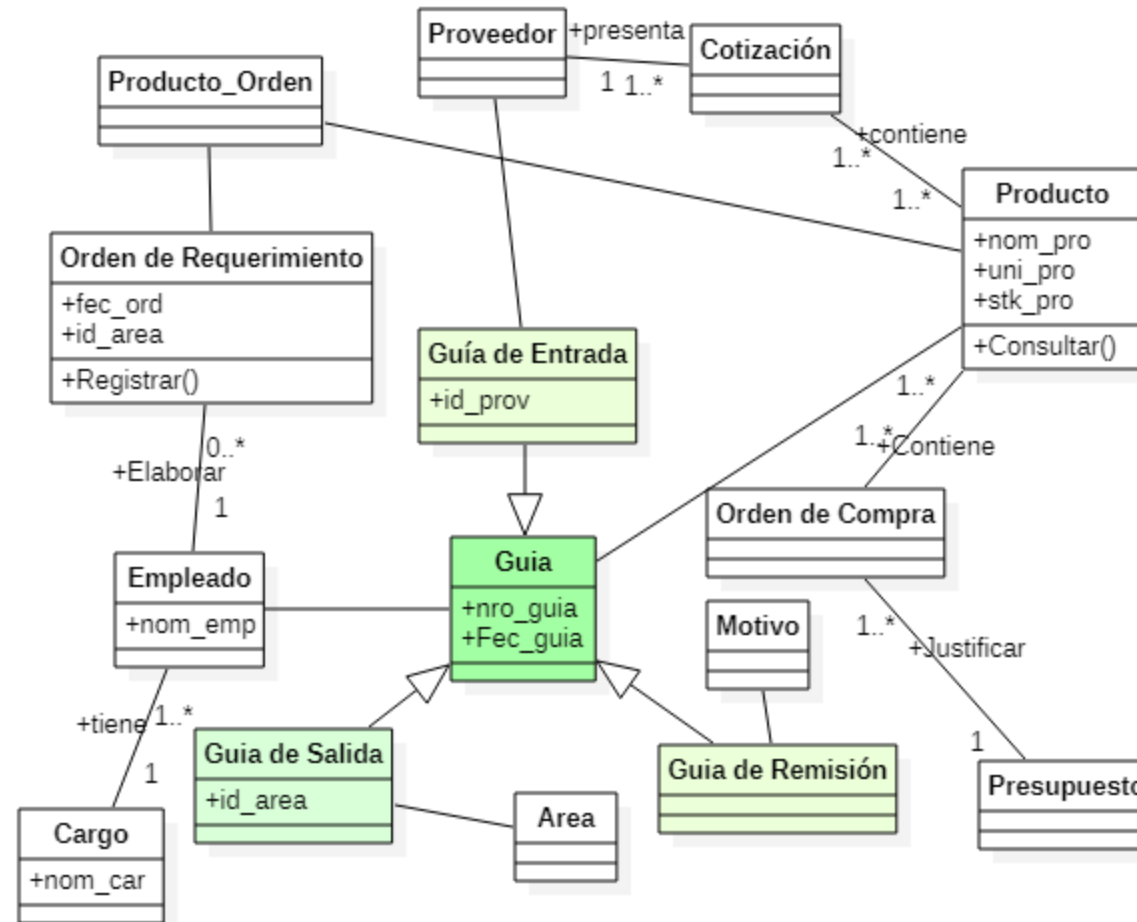 Proveedor
+presenta
1
1..*
Cotización
Producto_Orden
+contiene
1..*
1..*
Producto
+nom_pro
+uni_pro
+stk_pro
+Consultar()
Orden de Requerimiento
+fec_ord
+id_area
+Registrar()
Guía de Entrada
+id_prov
1..*
1..*
+Contiene
0..*
+Elaborar
1
Orden de Compra
Empleado
+nom_emp
Guia
+nro_guia
+Fec_guia
Motivo
1..*
+Justificar
1
+tiene
1..*
1
Guia de Salida
+id_area
Guia de Remisión
Presupuesto
Area
Cargo
+nom_car